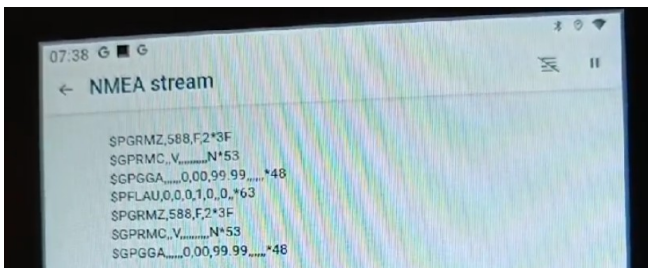 07:38 G G
← NMEA stream
$PGRMZ,588,F,2*3F
$GPRMC,,V,,,,,,,,,,N*53
$GPGGA,,,,,,0,00,99.99,,,,,,*48
$PFLAU,0,0,0,1,0,,0,,*63
$PGRMZ,588,F,2*3F
$GPRMC,,V,,,,,,,,,,N*53
$GPGGA,,,,,,0,00,99.99,,,,,,*48